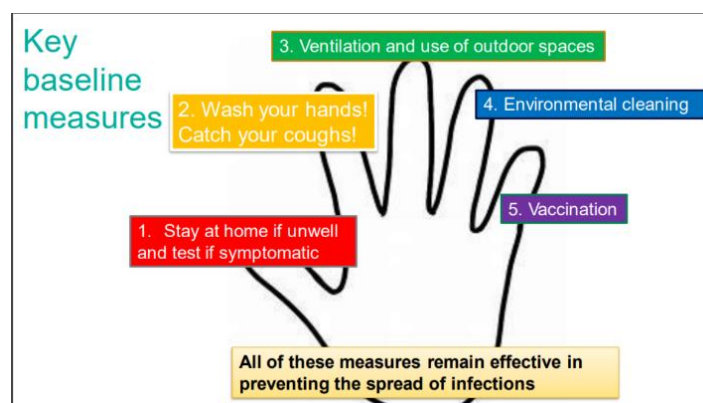 Key
baseline
measures
3. Ventilation and use of outdoor spaces
2. Wash your hands!
Catch your coughs!
4. Environmental cleaning
5. Vaccination
1. Stay at home if unwell
and test if symptomatic
All of these measures remain effective in
preventing the spread of infections